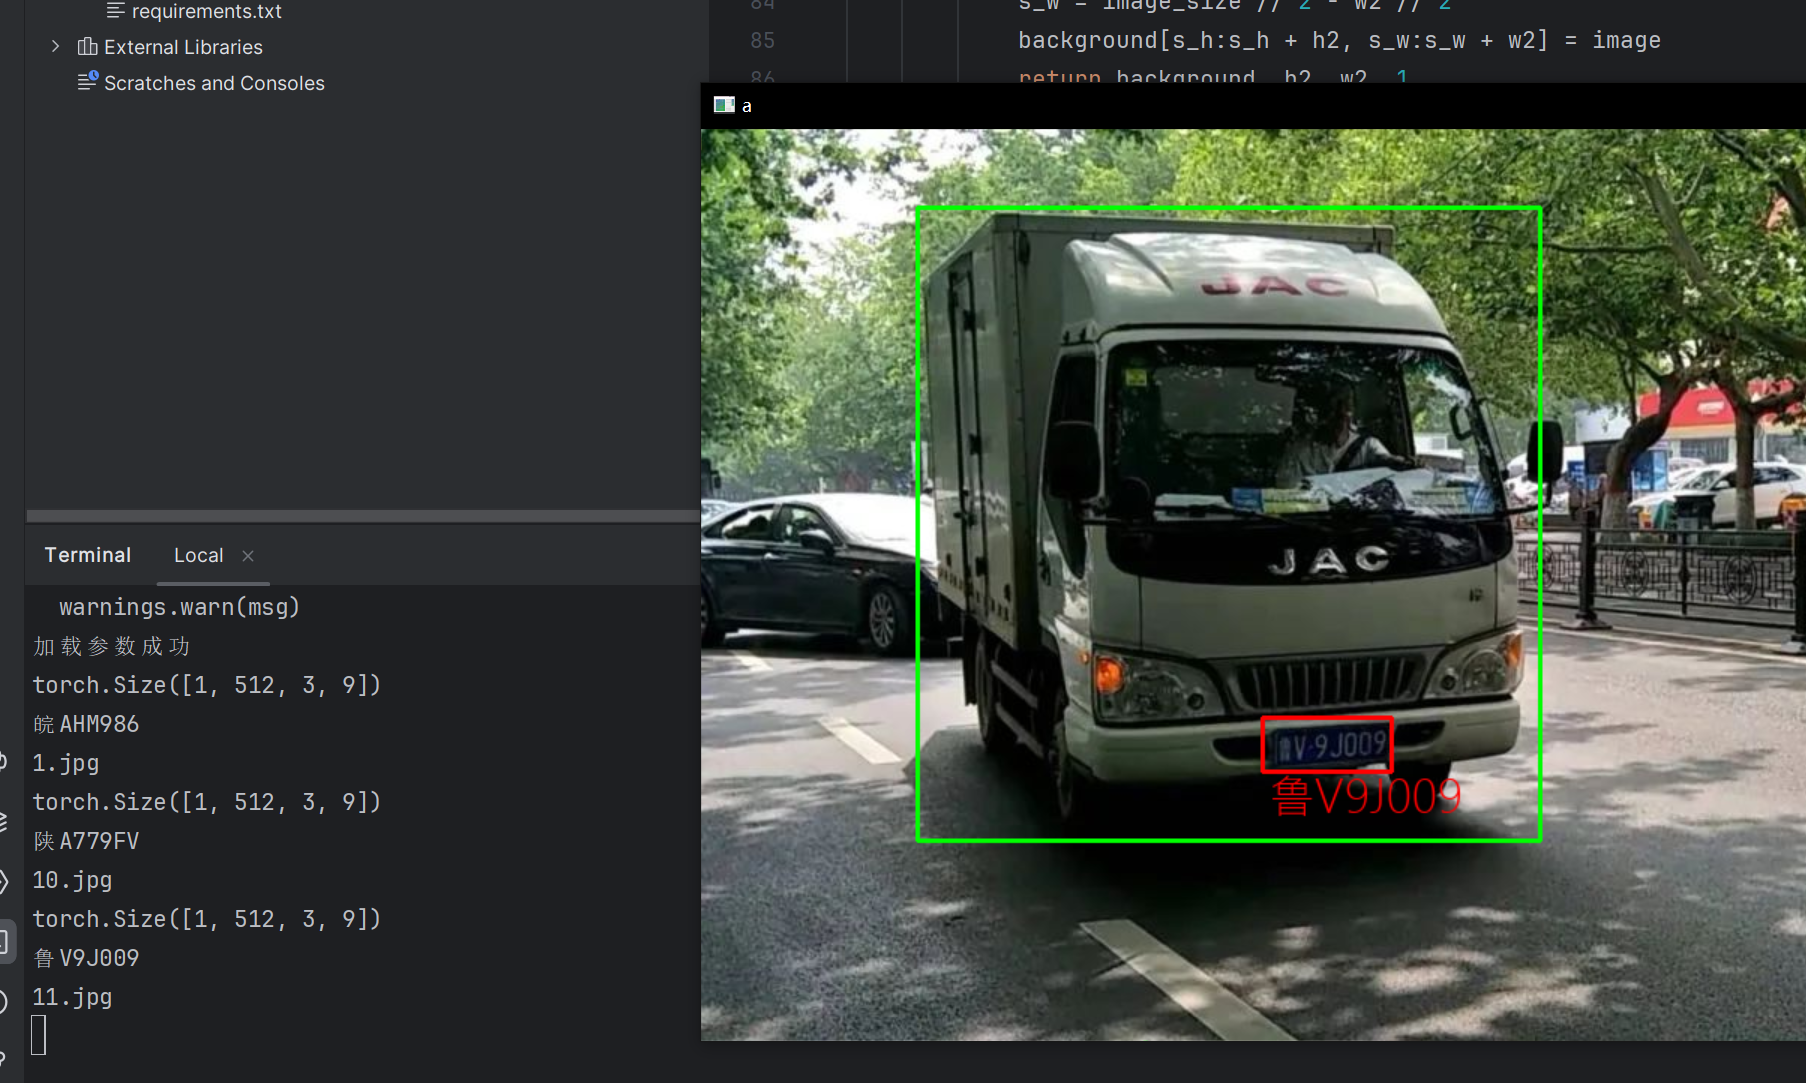 requirements.txt
External Libraries
Scratches and Consoles
84
s_w = image_size // 2 - w2 // 2
85
background[s_h:s_h + h2, s_w:s_w + w2] = image
86
return background, h2, w2, 1
a
JAC
JAC
鲁V·9J009
鲁V9J009
Terminal
Local
warnings.warn(msg)
加载参数成功
torch.Size([1, 512, 3, 9])
皖AHM986
1.jpg
torch.Size([1, 512, 3, 9])
陕A779FV
10.jpg
torch.Size([1, 512, 3, 9])
鲁V9J009
11.jpg